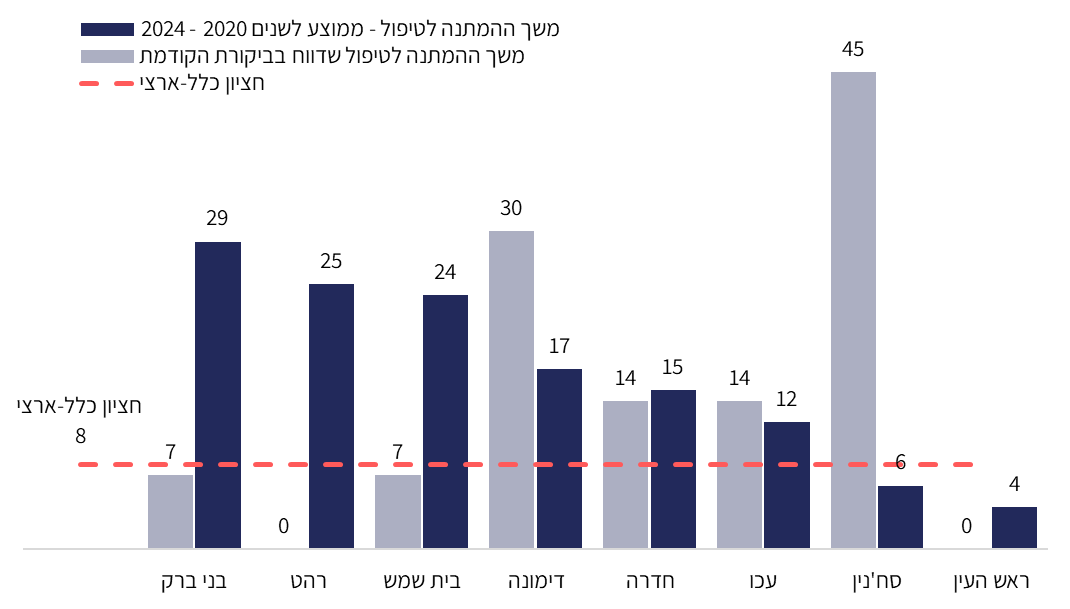 משך ההמתנה לטיפול - ממוצע לשנים 2020 - 2024
משך ההמתנה לטיפול שדווח בביקורת הקודמת
חציון כלל-ארצי
45
30
29
25
24
17
14
15
14
12
חציון כלל-ארצי
8
7
7
6
4
0
0
בני ברק
רהט
בית שמש
דימונה
חדרה
עכו
סח'נין
ראש העין